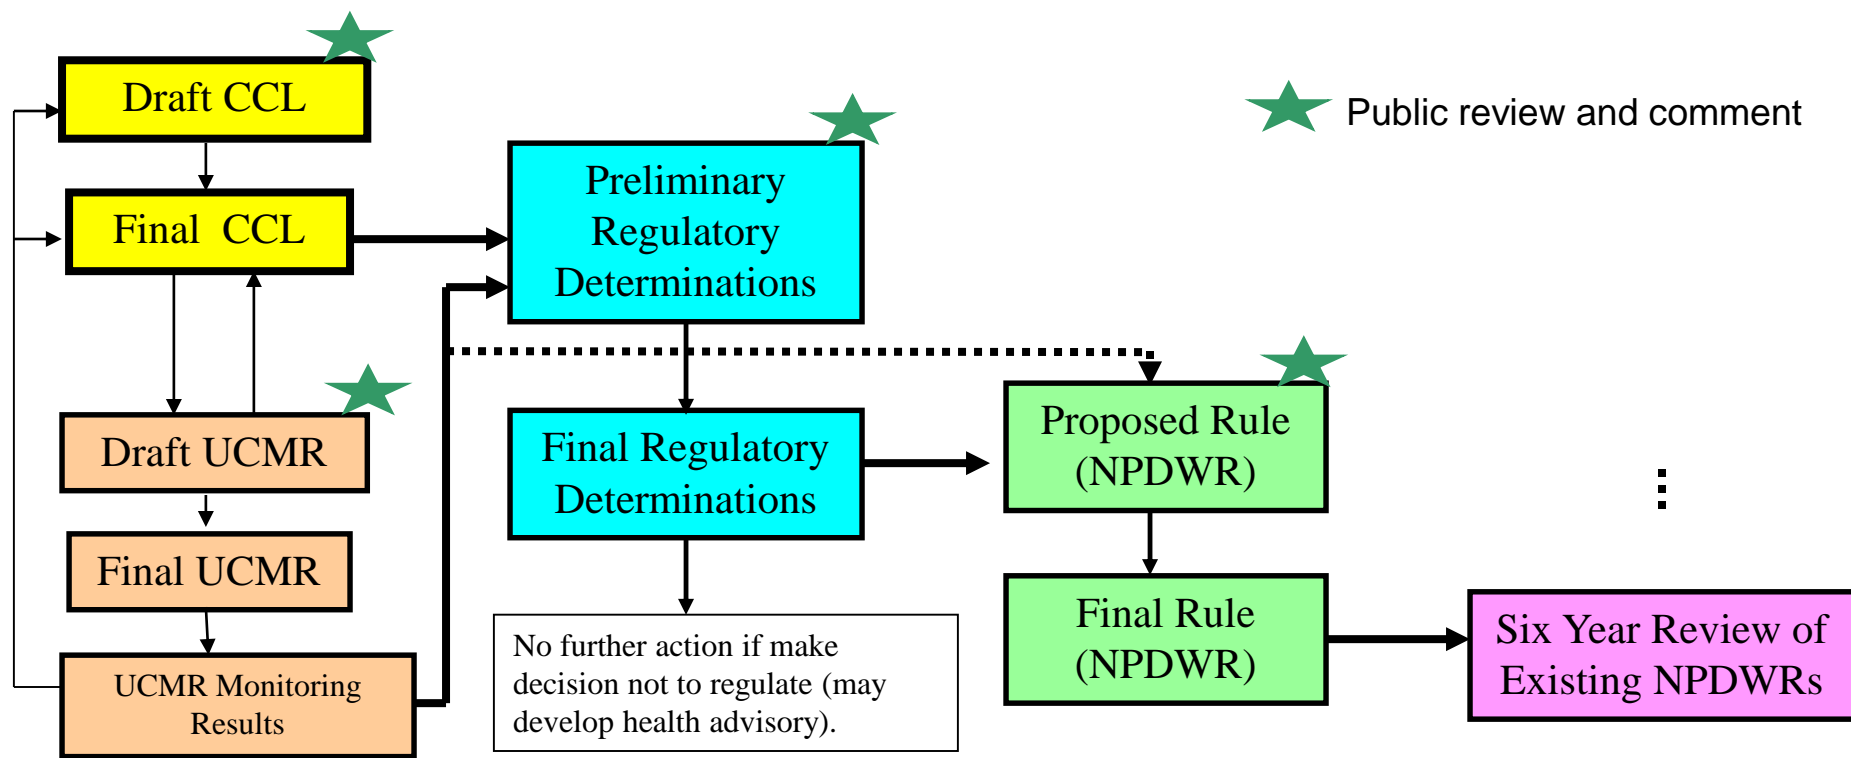 Draft CCL
Final CCL
Draft UCMR
Final UCMR
UCMR Monitoring
Results
Preliminary
Regulatory
Determinations
Final Regulatory
Determinations
No further action if make
decision not to regulate (may
develop health advisory).
Public review and comment
Proposed Rule
(NPDWR)
Final Rule
(NPDWR)
Six Year Review of
Existing NPDWRs